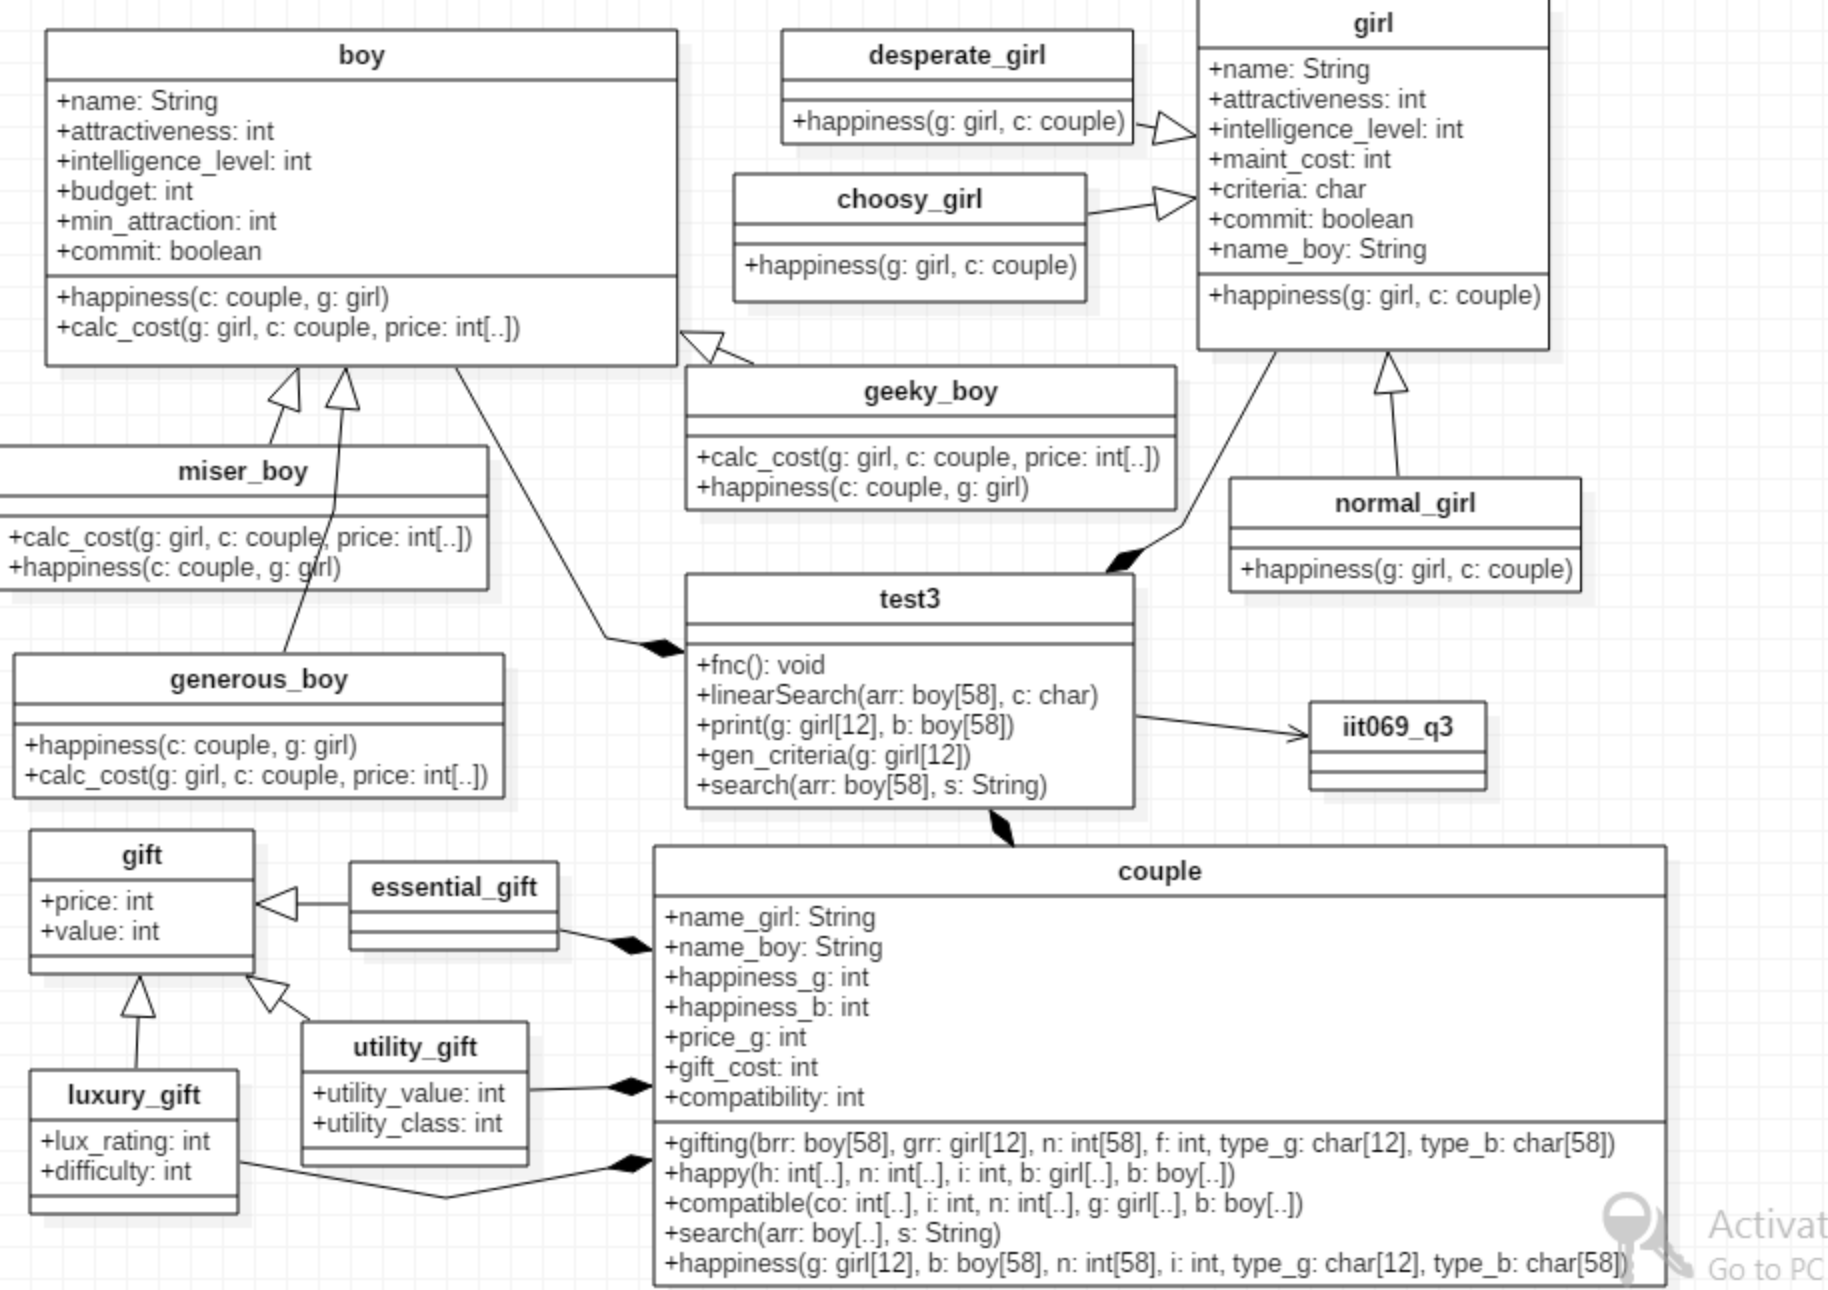 boy
+name: String
+attractiveness: int
+intelligence_level: int
+budget: int
+min_attraction: int
+commit: boolean
+happiness(c: couple, g: girl)
+calc_cost(g: girl, c: couple, price: int[..])
desperate_girl
+happiness(g: girl, c: couple)
choosy_girl
+happiness(g: girl, c: couple)
girl
+name: String
+attractiveness: int
+intelligence_level: int
+maint_cost: int
+criteria: char
+commit: boolean
+name_boy: String
+happiness(g: girl, c: couple)
geeky_boy
+calc_cost(g: girl, c: couple, price: int[..])
+happiness(c: couple, g: girl)
miser_boy
+calc_cost(g: girl, c: couple, price: int[..])
+happiness(c: couple, g: girl)
normal_girl
+happiness(g: girl, c: couple)
test3
+fnc(): void
+linearSearch(arr: boy[58], c: char)
+print(g: girl[12], b: boy[58])
+gen_criteria(g: girl[12])
+search(arr: boy[58], s: String)
generous_boy
+happiness(c: couple, g: girl)
+calc_cost(g: girl, c: couple, price: int[..])
iit069_q3
gift
+price: int
+value: int
essential_gift
utility_gift
+utility_value: int
+utility_class: int
luxury_gift
+lux_rating: int
+difficulty: int
couple
+name_girl: String
+name_boy: String
+happiness_g: int
+happiness_b: int
+price_g: int
+gift_cost: int
+compatibility: int
+gifting(brr: boy[58], grr: girl[12], n: int[58], f: int, type_g: char[12], type_b: char[58])
+happy(h: int[..], n: int[..], i: int, b: girl[..], b: boy[..])
+compatible(co: int[..], i: int, n: int[..], g: girl[..], b: boy[..])
+search(arr: boy[..], s: String)
+happiness(g: girl[12], b: boy[58], n: int[58], i: int, type_g: char[12], type_b: char[58])
Activat
Go to PC